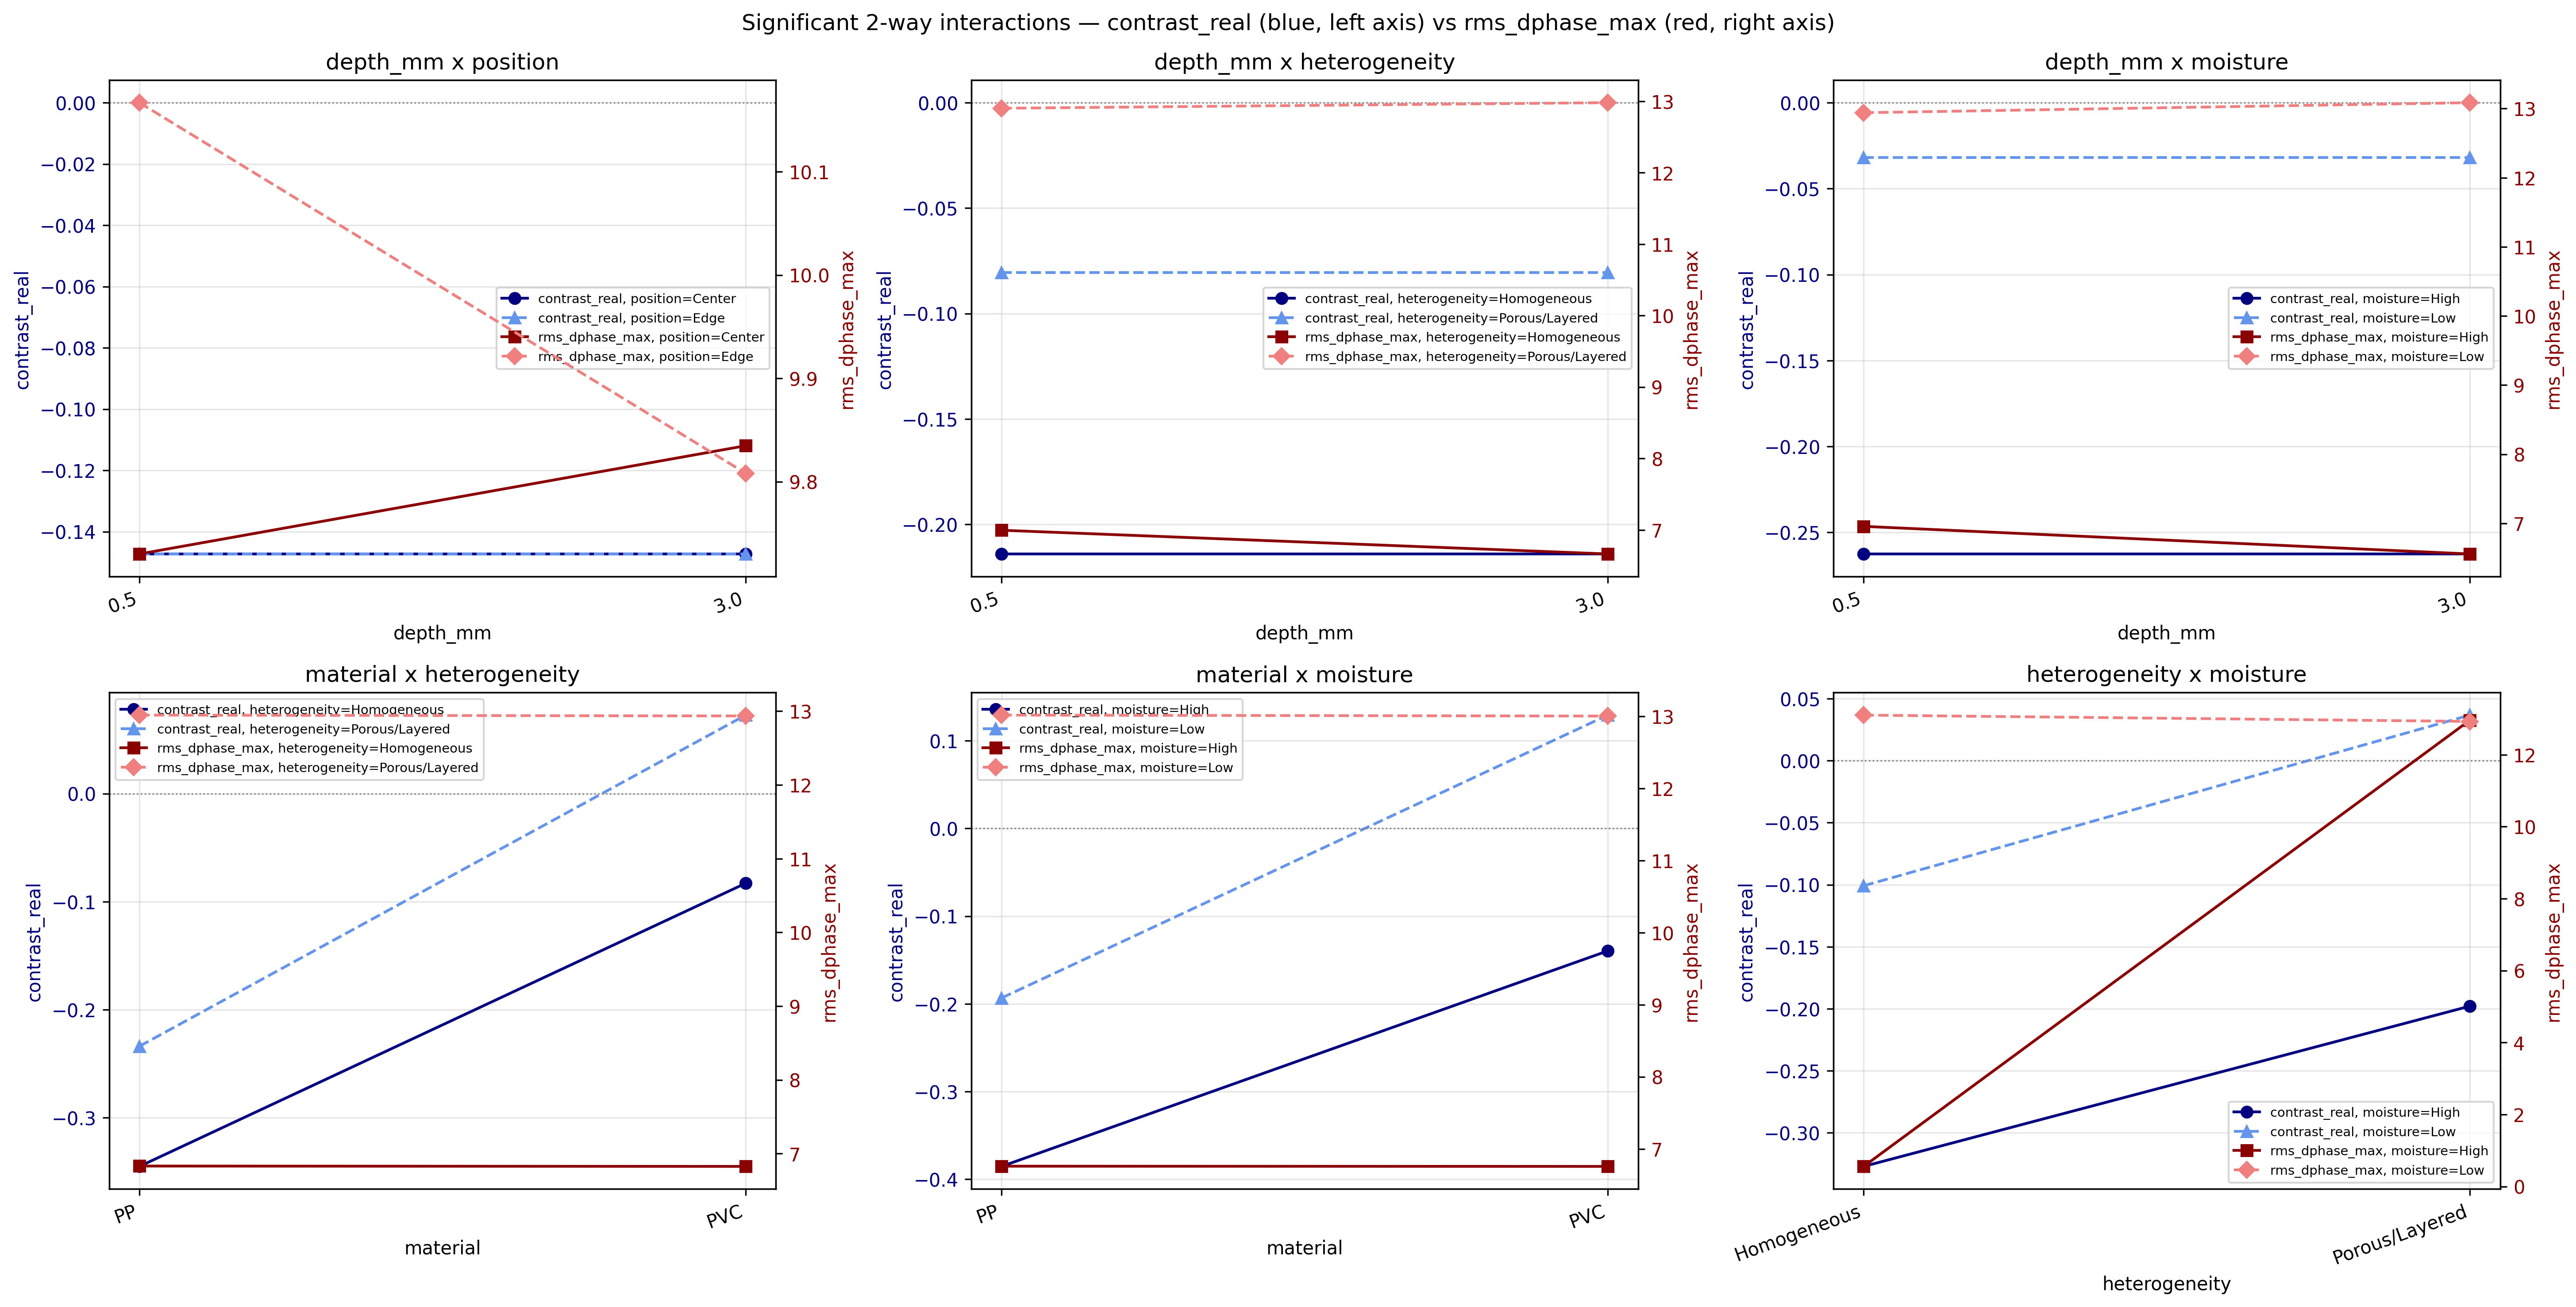 Significant 2-way interactions — contrast_real (blue, left axis) vs rms_dphase_max (red, right axis)
depth_mm x position
0.00
−0.02
−0.04
−0.06
−0.08
−0.10
−0.12
−0.14
contrast_real
10.1
10.0
9.9
9.8
rms_dphase_max
contrast_real, position=Center
contrast_real, position=Edge
rms_dphase_max, position=Center
rms_dphase_max, position=Edge
0.5
3.0
depth_mm
depth_mm x heterogeneity
0.00
−0.05
−0.10
−0.15
−0.20
contrast_real
13
12
11
10
9
8
7
rms_dphase_max
contrast_real, heterogeneity=Homogeneous
contrast_real, heterogeneity=Porous/Layered
rms_dphase_max, heterogeneity=Homogeneous
rms_dphase_max, heterogeneity=Porous/Layered
0.5
3.0
depth_mm
depth_mm x moisture
0.00
−0.05
−0.10
−0.15
−0.20
−0.25
contrast_real
13
12
11
10
9
8
7
rms_dphase_max
contrast_real, moisture=High
contrast_real, moisture=Low
rms_dphase_max, moisture=High
rms_dphase_max, moisture=Low
0.5
3.0
depth_mm
material x heterogeneity
0.0
−0.1
−0.2
−0.3
contrast_real
13
12
11
10
9
8
7
rms_dphase_max
contrast_real, heterogeneity=Homogeneous
contrast_real, heterogeneity=Porous/Layered
rms_dphase_max, heterogeneity=Homogeneous
rms_dphase_max, heterogeneity=Porous/Layered
PP
PVC
material
material x moisture
0.1
0.0
−0.1
−0.2
−0.3
−0.4
contrast_real
13
12
11
10
9
8
7
rms_dphase_max
contrast_real, moisture=High
contrast_real, moisture=Low
rms_dphase_max, moisture=High
rms_dphase_max, moisture=Low
PP
PVC
material
heterogeneity x moisture
0.05
0.00
−0.05
−0.10
−0.15
−0.20
−0.25
−0.30
contrast_real
12
10
8
6
4
2
0
rms_dphase_max
contrast_real, moisture=High
contrast_real, moisture=Low
rms_dphase_max, moisture=High
rms_dphase_max, moisture=Low
Homogeneous
Porous/Layered
heterogeneity